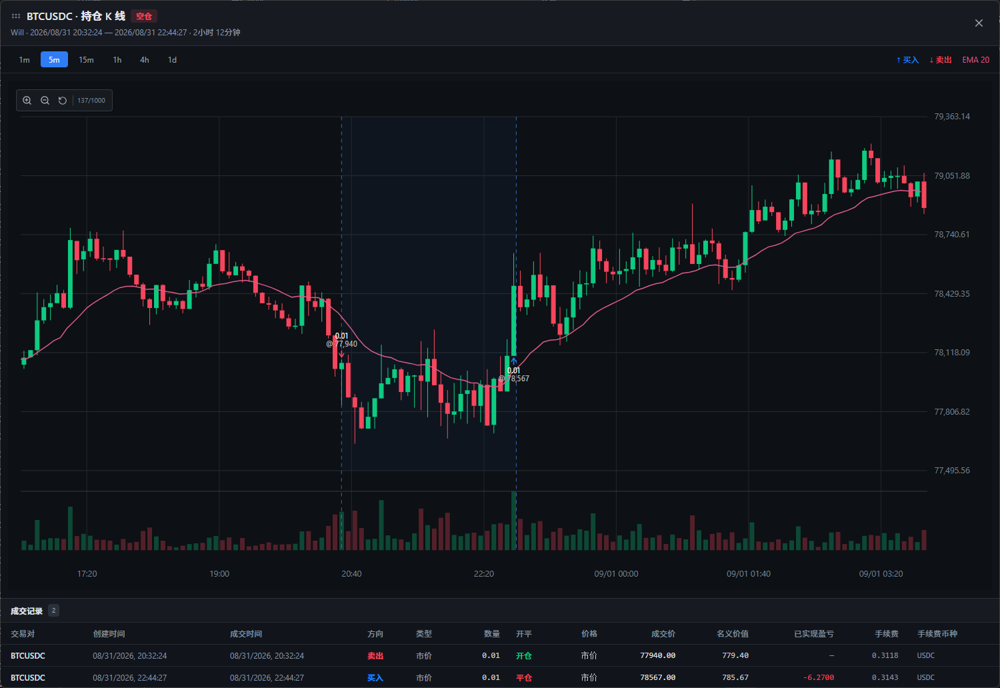 BTCUSDC · 持仓 K 线 空仓
Will · 2026/08/31 20:32:24 — 2026/08/31 22:44:27 · 2小时 12分钟
1m 5m 15m 1h 4h 1d ↑ 买入 ↓ 卖出 EMA 20
137/1000
79,363.14
79,051.88
78,740.61
78,429.35
0.01
@ 77,940
78,118.09
0.01
@ 78,567
77,806.82
77,495.56
17:20 19:00 20:40 22:20 09/01 00:00 09/01 01:40 09/01 03:20
成交记录 2
交易对 创建时间 成交时间 方向 类型 数量 开平 价格 成交价 名义价值 已实现盈亏 手续费 手续费币种
BTCUSDC 08/31/2026, 20:32:24 08/31/2026, 20:32:24 卖出 市价 0.01 开仓 市价 77940.00 779.40 — 0.3118 USDC
BTCUSDC 08/31/2026, 22:44:27 08/31/2026, 22:44:27 买入 市价 0.01 平仓 市价 78567.00 785.67 -6.2700 0.3143 USDC